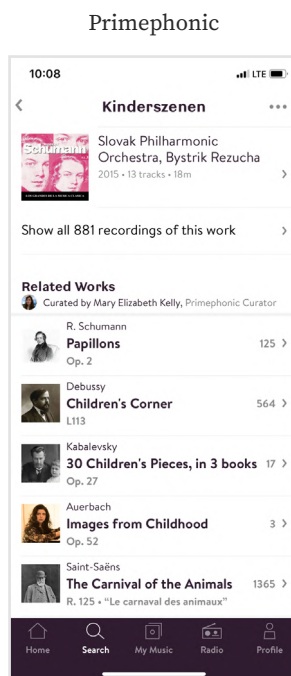 Primephonic
10:08
LTE
Kinderszenen
Schumann
Slovak Philharmonic
Orchestra, Bystrik Rezucha
2015 • 13 tracks • 18m
Show all 881 recordings of this work
Related Works
Curated by Mary Elizabeth Kelly, Primephonic Curator
R. Schumann
Papillons 125
Op. 2
Debussy
Children's Corner 564
L113
Kabalevsky
30 Children's Pieces, in 3 books 17
Op. 27
Auerbach
Images from Childhood 3
Op. 52
Saint-Saëns
The Carnival of the Animals 1365
R. 125 • "Le carnaval des animaux"
Home Search My Music Radio Profile